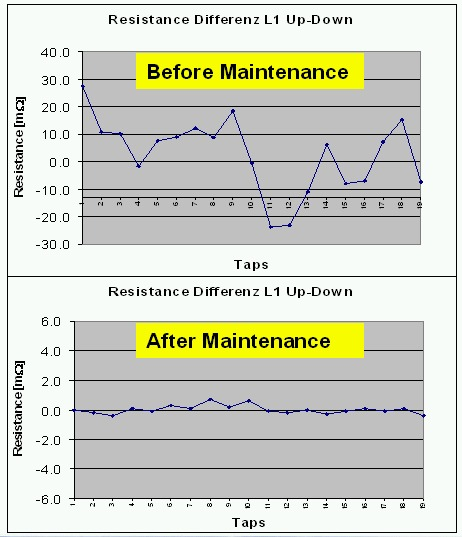 Resistance Differenz L1 Up-Down
Before Maintenance
40.0
30.0
20.0
10.0
0.0
-10.0
-20.0
-30.0
Resistance [mΩ]
1 2 3 4 5 6 7 8 9 10 11 12 13 14 15 16 17 18 19
Taps
Resistance Differenz L1 Up-Down
After Maintenance
6.0
4.0
2.0
0.0
-2.0
-4.0
-6.0
Resistance [mΩ]
1 2 3 4 5 6 7 8 9 10 11 12 13 14 15 16 17 18 19
Taps